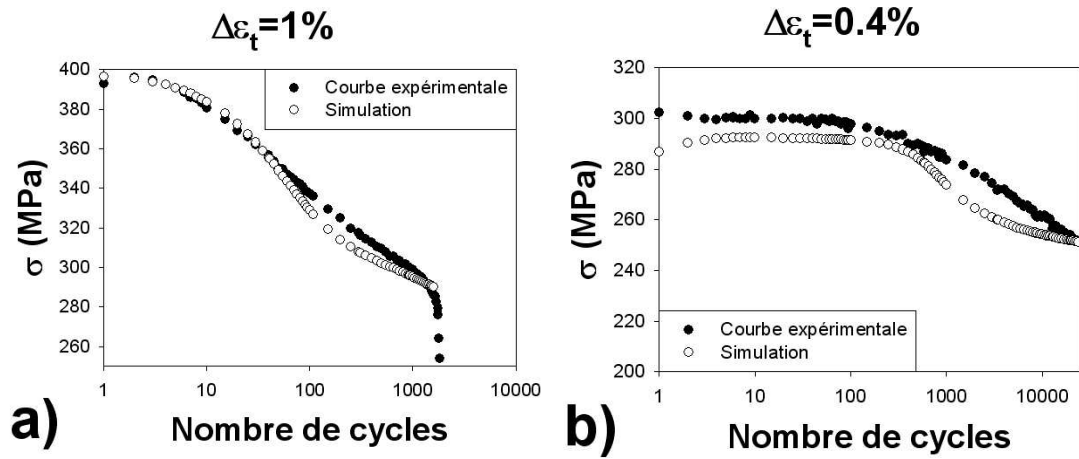 Δεt=1%
Δεt=0.4%
400
380
360
340
320
300
280
260
σ (MPa)
Courbe expérimentale
Simulation
1
10
100
1000
10000
Nombre de cycles
a)
320
300
280
260
240
220
200
σ (MPa)
Courbe expérimentale
Simulation
1
10
100
1000
10000
Nombre de cycles
b)